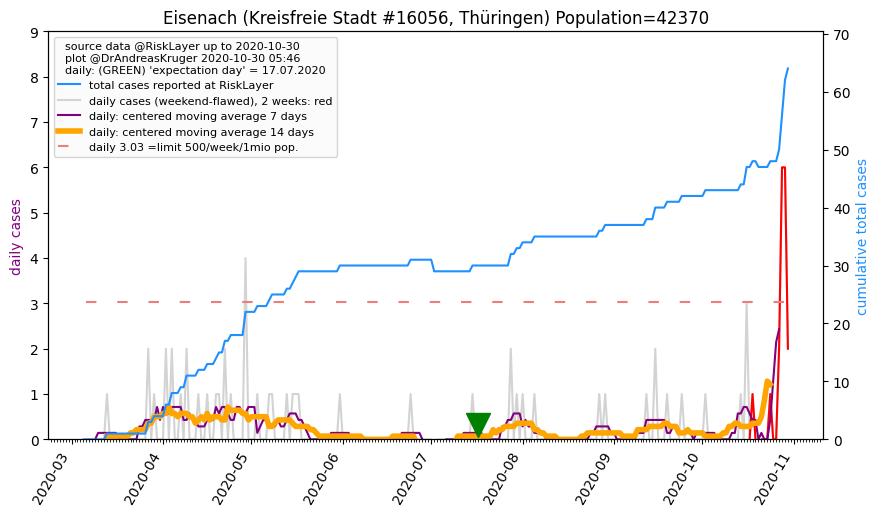 Eisenach (Kreisfreie Stadt #16056, Thüringen) Population=42370
source data @RiskLayer up to 2020-10-30
plot @DrAndreasKruger 2020-10-30 05:46
daily: (GREEN) 'expectation day' = 17.07.2020
total cases reported at RiskLayer
daily cases (weekend-flawed), 2 weeks: red
daily: centered moving average 7 days
daily: centered moving average 14 days
daily 3.03 =limit 500/week/1mio pop.
daily cases
9
8
7
6
5
4
3
2
1
0
70
60
50
40
30
20
10
0
cumulative total cases
2020-03
2020-04
2020-05
2020-06
2020-07
2020-08
2020-09
2020-10
2020-11